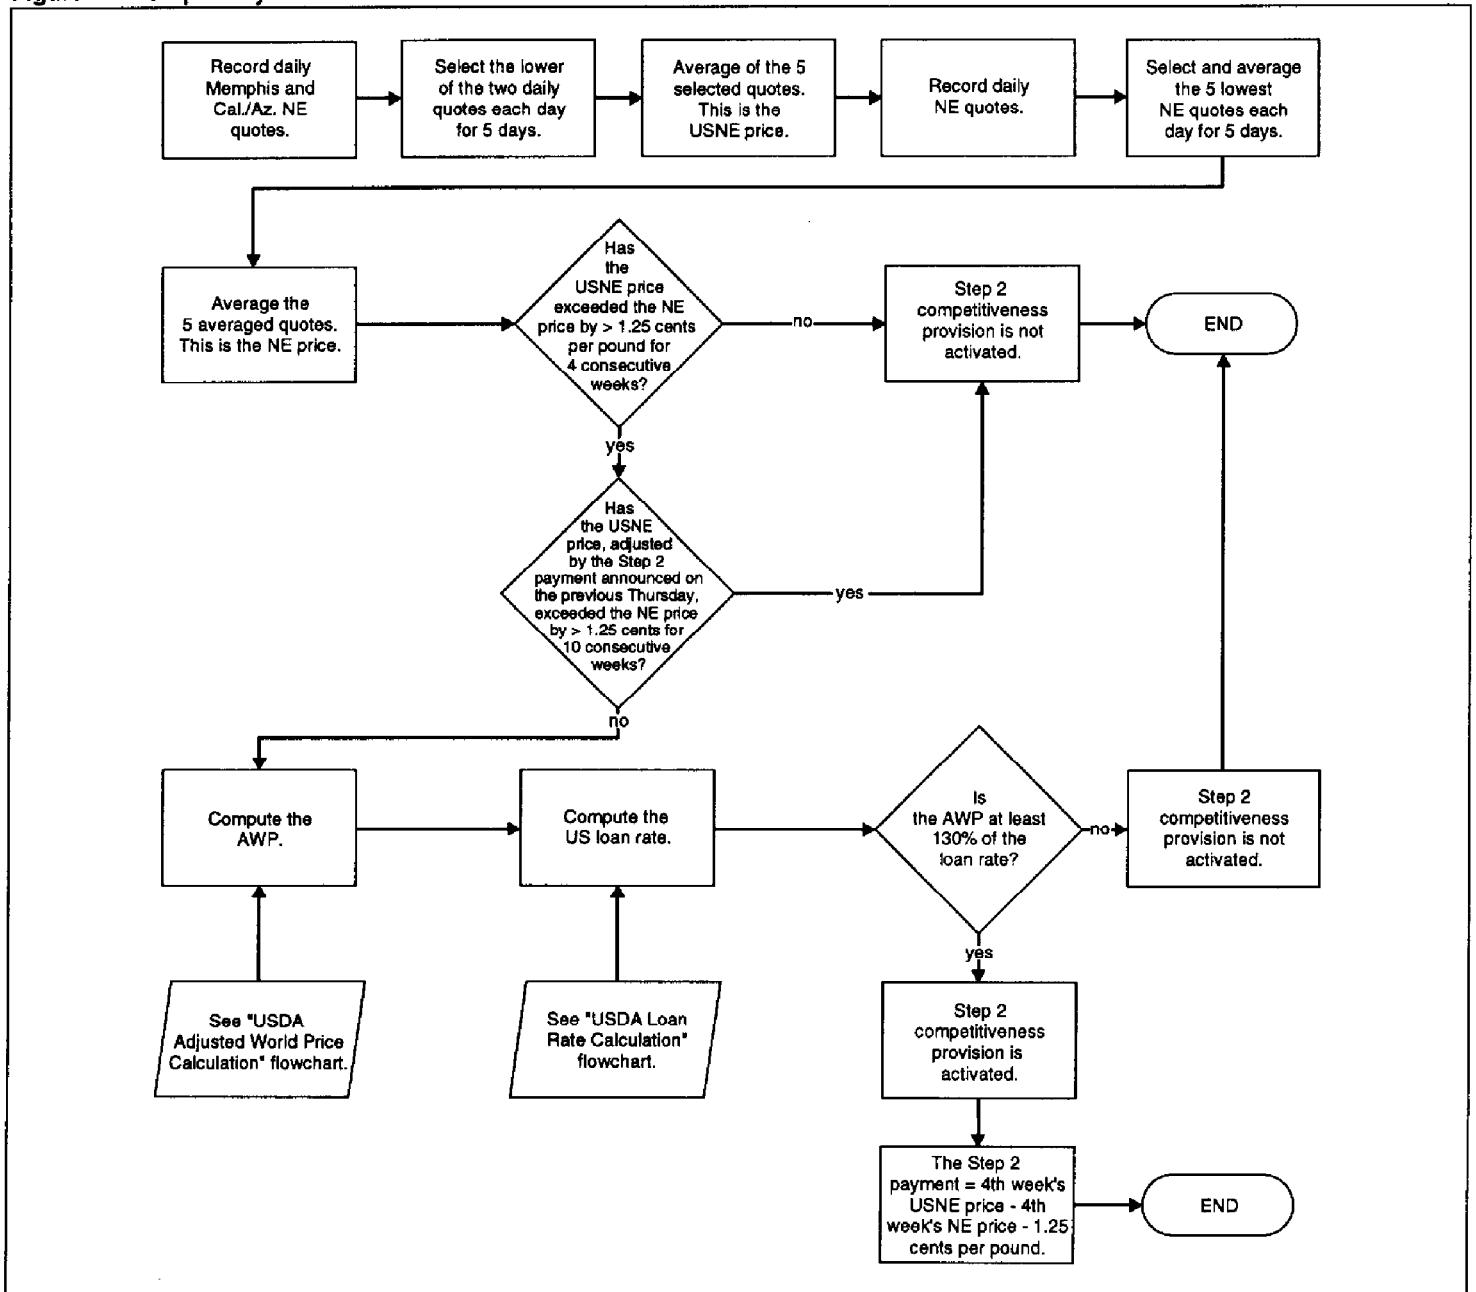 Record daily
Memphis and
Cal./Az. NE
quotes.
Select the lower
of the two daily
quotes each day
for 5 days.
Average of the 5
selected quotes.
This is the
USNE price.
Record daily
NE quotes.
Select and average
the 5 lowest
NE quotes each
day for 5 days.
Average the
5 averaged quotes.
This is the NE price.
Has
the
USNE price
exceeded the NE
price by > 1.25 cents
per pound for
4 consecutive
weeks?
no
Step 2
competitiveness
provision is not
activated.
END
yes
Has
the USNE
price, adjusted
by the Step 2
payment announced on
the previous Thursday,
exceeded the NE price
by > 1.25 cents for
10 consecutive
weeks?
yes
no
Compute the
AWP.
Compute the
US loan rate.
Is
the AWP at least
130% of the
loan rate?
no
Step 2
competitiveness
provision is not
activated.
yes
See "USDA
Adjusted World Price
Calculation" flowchart.
See "USDA Loan
Rate Calculation"
flowchart.
Step 2
competitiveness
provision is
activated.
The Step 2
payment = 4th week's
USNE price - 4th
week's NE price - 1.25
cents per pound.
END